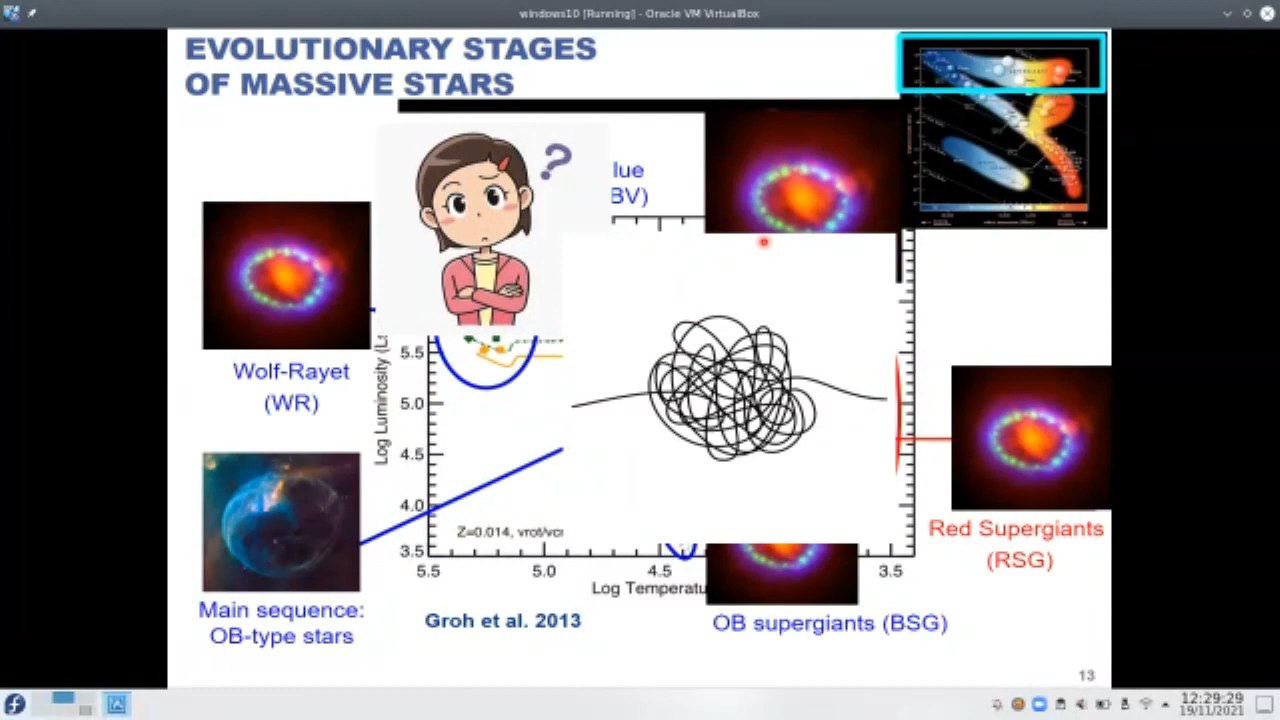 windows10 [Running] - Oracle VM VirtualBox
EVOLUTIONARY STAGES
OF MASSIVE STARS
?
lue
BV)
Wolf-Rayet
(WR)
Log Luminosity (L
5.5
5.0
4.5
4.0
3.5
Z=0.014, vrot/vcr
5.5
5.0
4.5
3.5
Log Temperatu
Red Supergiants
(RSG)
Main sequence:
OB-type stars
Groh et al. 2013
OB supergiants (BSG)
13
12:29:29
19/11/2021